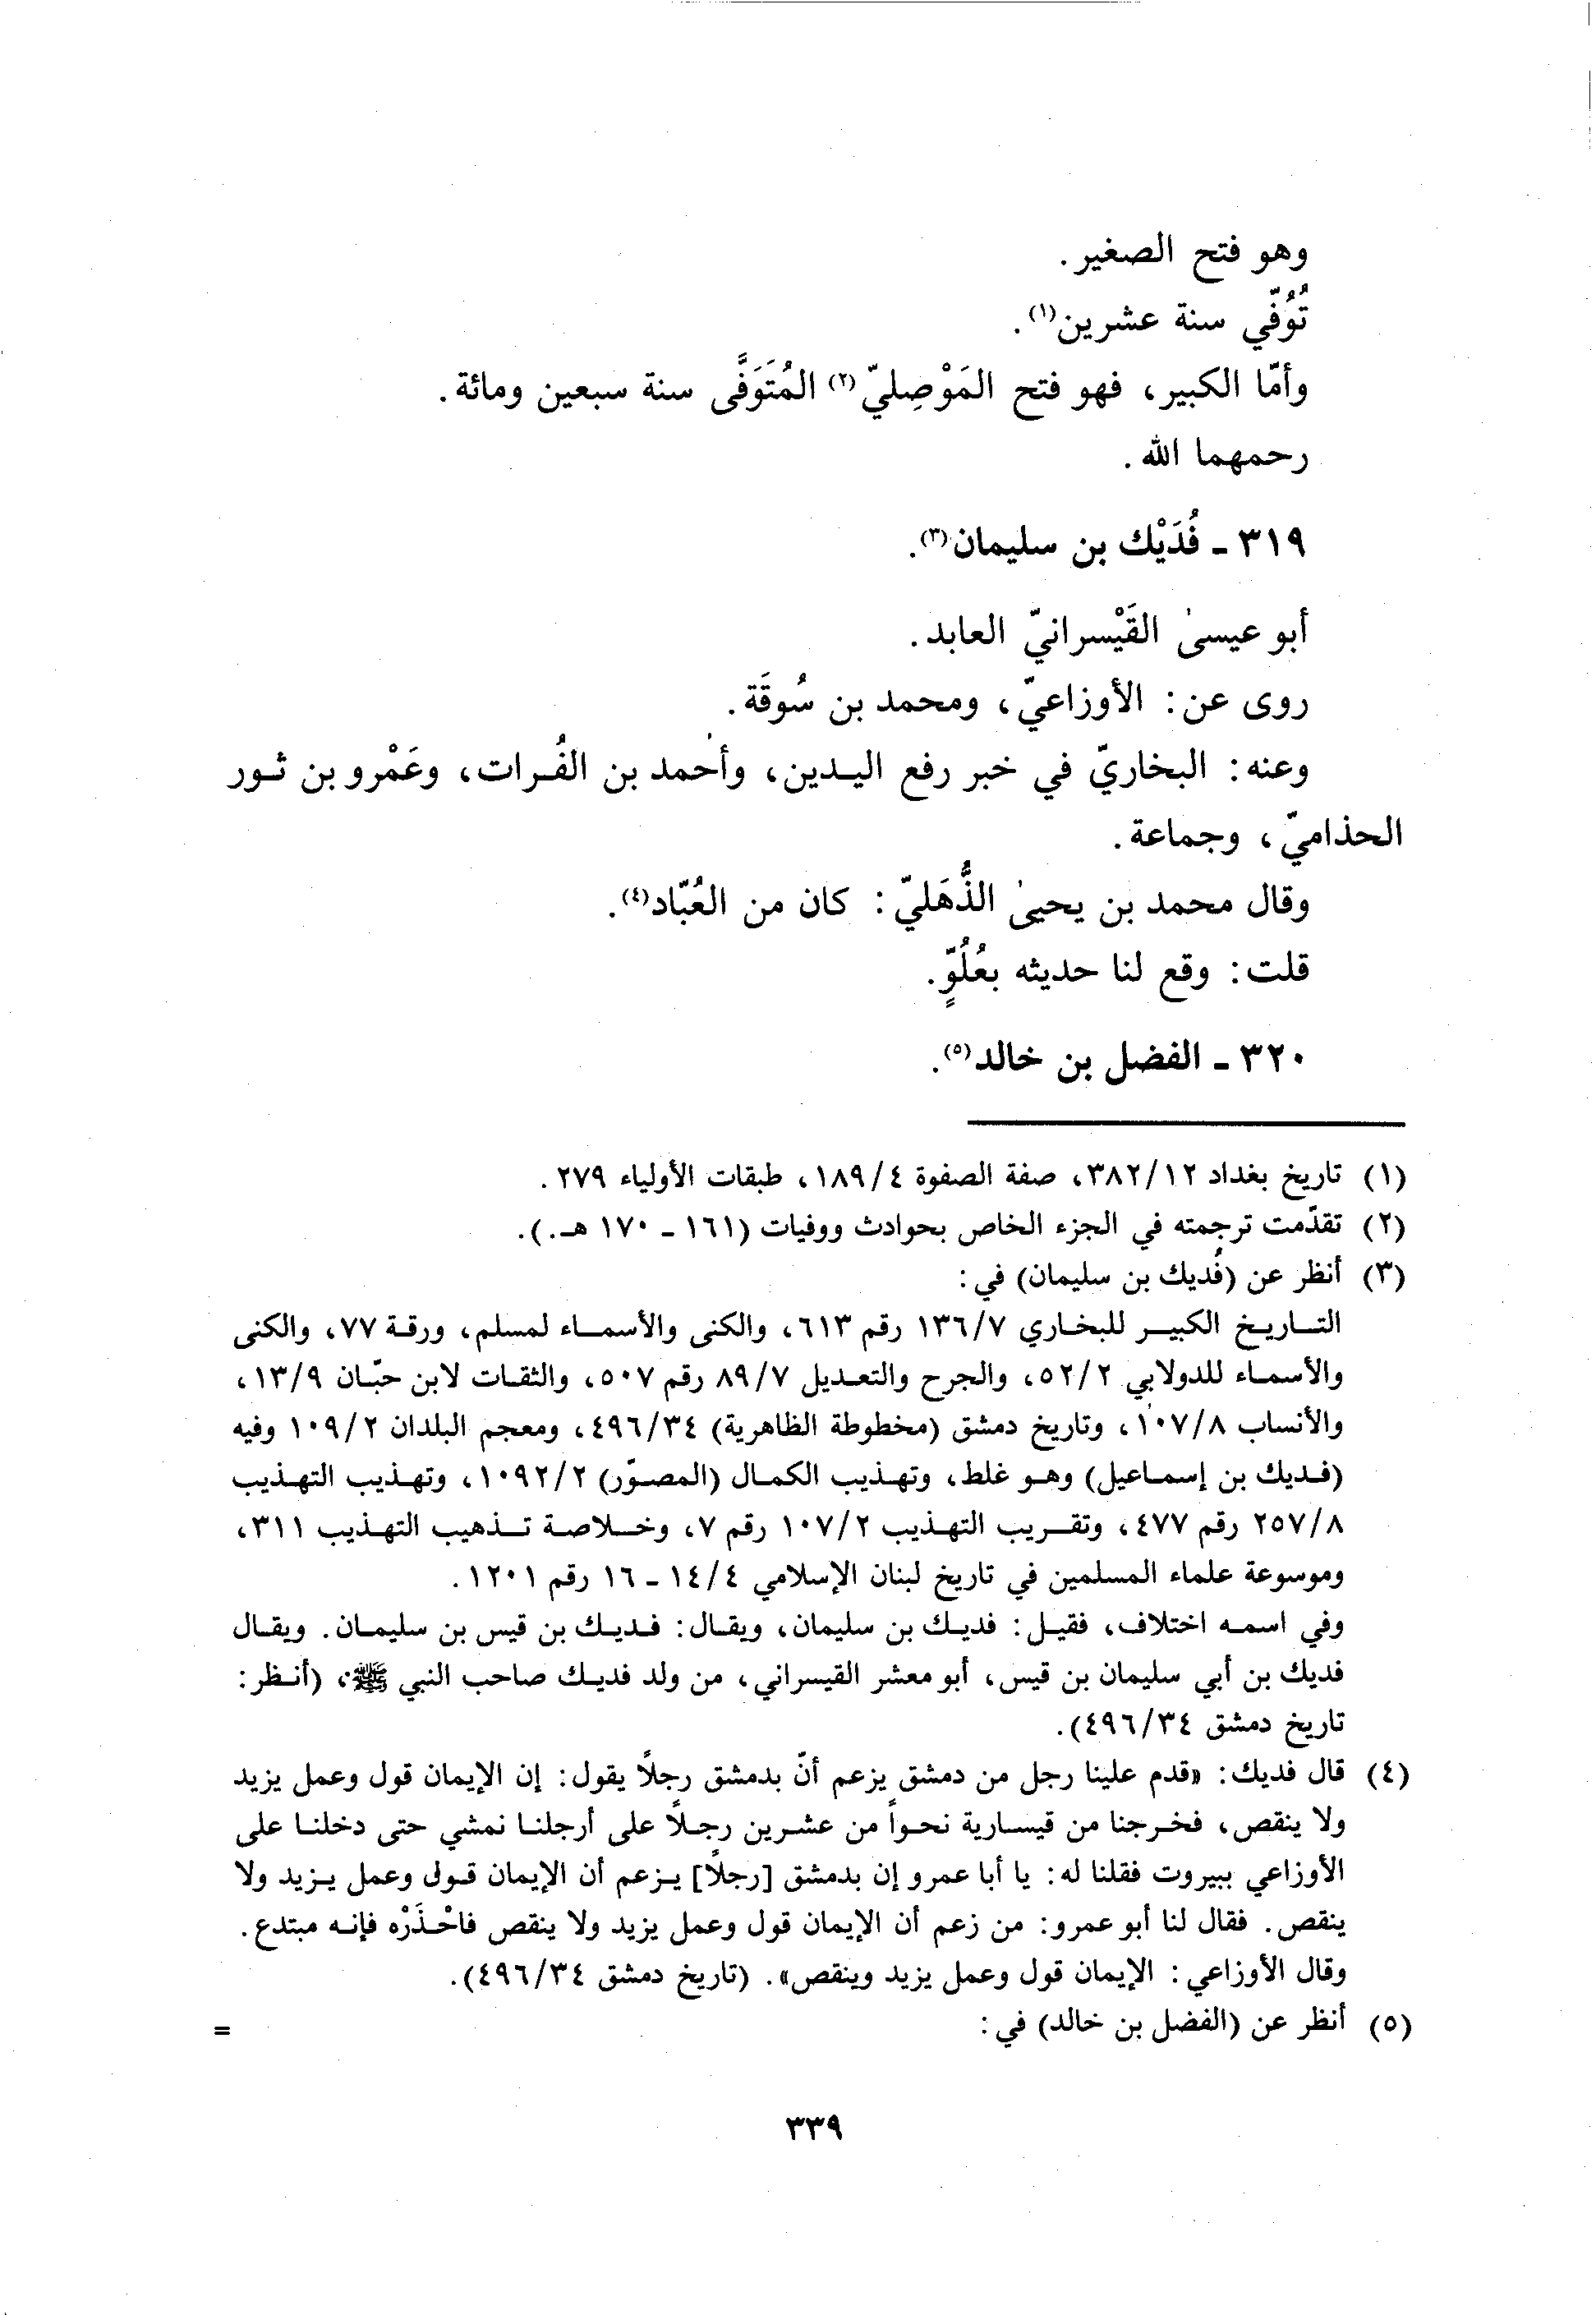 وهو فتح الصغير.
تُوُفّي سنة عشرين(١).
وأمّا الكبير، فهو فتح المَوْصِليّ(٢) المُتَوَفَّى سنة سبعين ومائة.
رحمهما الله.
٣١٩ - فُدَيْك بن سليمان(٣).
أبو عيسىٰ القَيْسرانيّ العابد.
روى عن: الأوزاعيّ، ومحمد بن سُوقَة.
وعنه: البخاريّ في خبر رفع اليدين، وأحمد بن الفُرات، وعَمْرو بن ثور
الحذاميّ، وجماعة.
وقال محمد بن يحيىٰ الذُّهَليّ: كان من العُبّاد(٤).
قلت: وقع لنا حديثه بعُلُوٍّ.
٣٢٠ - الفضل بن خالد(٥).
(١) تاريخ بغداد ٣٨٢/١٢، صفة الصفوة ١٨٩/٤، طبقات الأولياء ٢٧٩.
(٢) تقدّمت ترجمته في الجزء الخاص بحوادث ووفيات (١٦١ - ١٧٠ هـ.).
(٣) أنظر عن (فُديك بن سليمان) في:
التاريخ الكبير للبخاري ١٣٦/٧ رقم ٦١٣، والكنى والأسماء لمسلم، ورقة ٧٧، والكنى
والأسماء للدولابي ٥٢/٢، والجرح والتعديل ٨٩/٧ رقم ٥٠٧، والثقات لابن حبّان ١٣/٩،
والأنساب ١٠٧/٨، وتاريخ دمشق (مخطوطة الظاهرية) ٤٩٦/٣٤، ومعجم البلدان ١٠٩/٢ وفيه
(فديك بن إسماعيل) وهو غلط، وتهذيب الكمال (المصوّر) ١٠٩٢/٢، وتهذيب التهذيب
٢٥٧/٨ رقم ٤٧٧، وتقريب التهذيب ١٠٧/٢ رقم ٧، وخلاصة تذهيب التهذيب ٣١١،
وموسوعة علماء المسلمين في تاريخ لبنان الإسلامي ١٤/٤ - ١٦ رقم ١٢٠١.
وفي اسمه اختلاف، فقيل: فديك بن سليمان، ويقال: فديك بن قيس بن سليمان. ويقال
فديك بن أبي سليمان بن قيس، أبو معشر القيسراني، من ولد فديك صاحب النبي ﷺ، (أنظر:
تاريخ دمشق ٤٩٦/٣٤).
(٤) قال فديك: «قدم علينا رجل من دمشق يزعم أنّ بدمشق رجلاً يقول: إن الإيمان قول وعمل يزيد
ولا ينقص، فخرجنا من قيسارية نحواً من عشرين رجلاً على أرجلنا نمشي حتى دخلنا على
الأوزاعي ببيروت فقلنا له: يا أبا عمرو إن بدمشق [رجلاً] يزعم أن الإيمان قول وعمل يزيد ولا
ينقص. فقال لنا أبو عمرو: من زعم أن الإيمان قول وعمل يزيد ولا ينقص فاحْذَرْه فإنه مبتدع.
وقال الأوزاعي: الإيمان قول وعمل يزيد وينقص». (تاريخ دمشق ٤٩٦/٣٤).
(٥) أنظر عن (الفضل بن خالد) في: =
٣٣٩